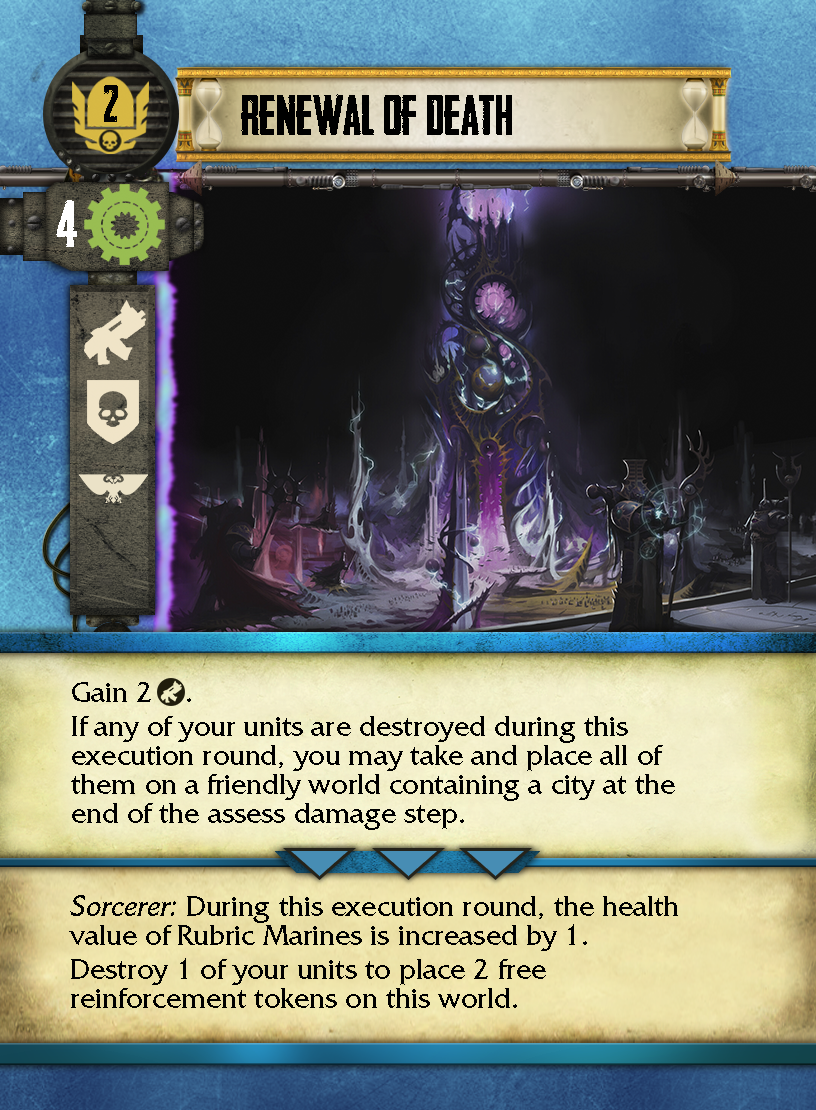 2
RENEWAL OF DEATH
4
Gain 2 .
If any of your units are destroyed during this
execution round, you may take and place all of
them on a friendly world containing a city at the
end of the assess damage step.
Sorcerer: During this execution round, the health
value of Rubric Marines is increased by 1.
Destroy 1 of your units to place 2 free
reinforcement tokens on this world.